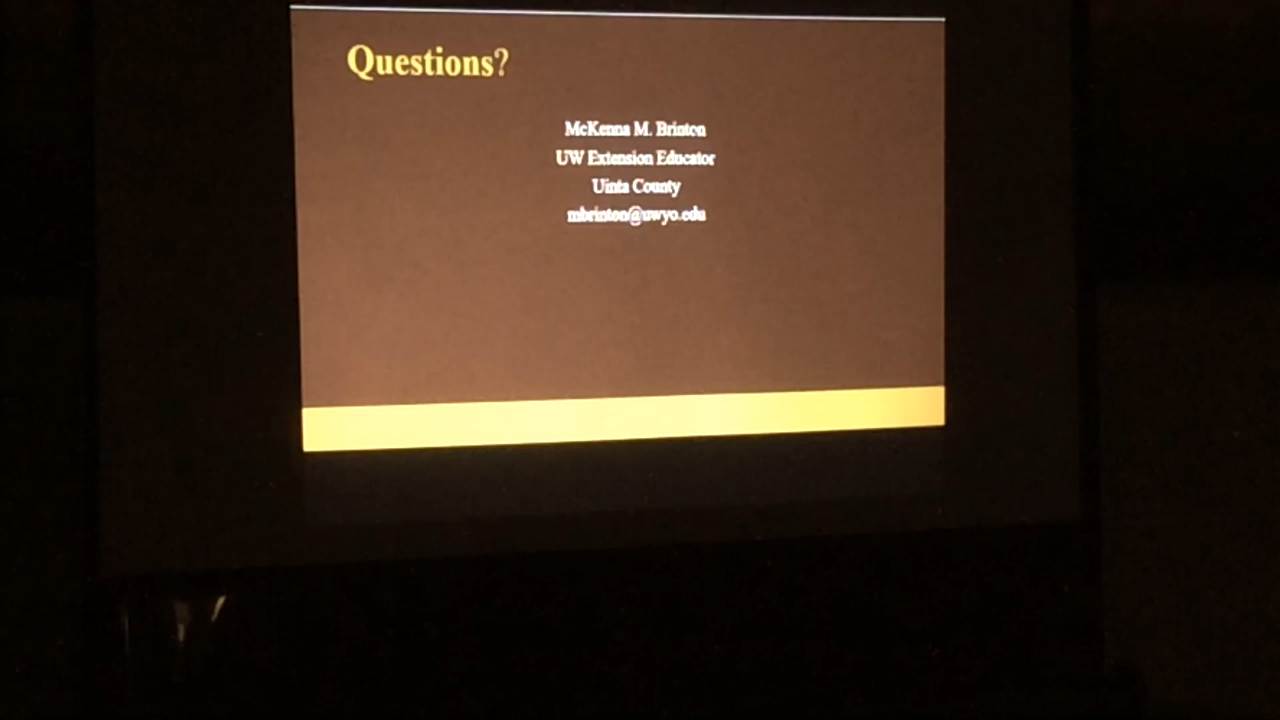 Questions?
McKenna M. Brinton
UW Extension Educator
Uinta County
mbrinton@uwyo.edu